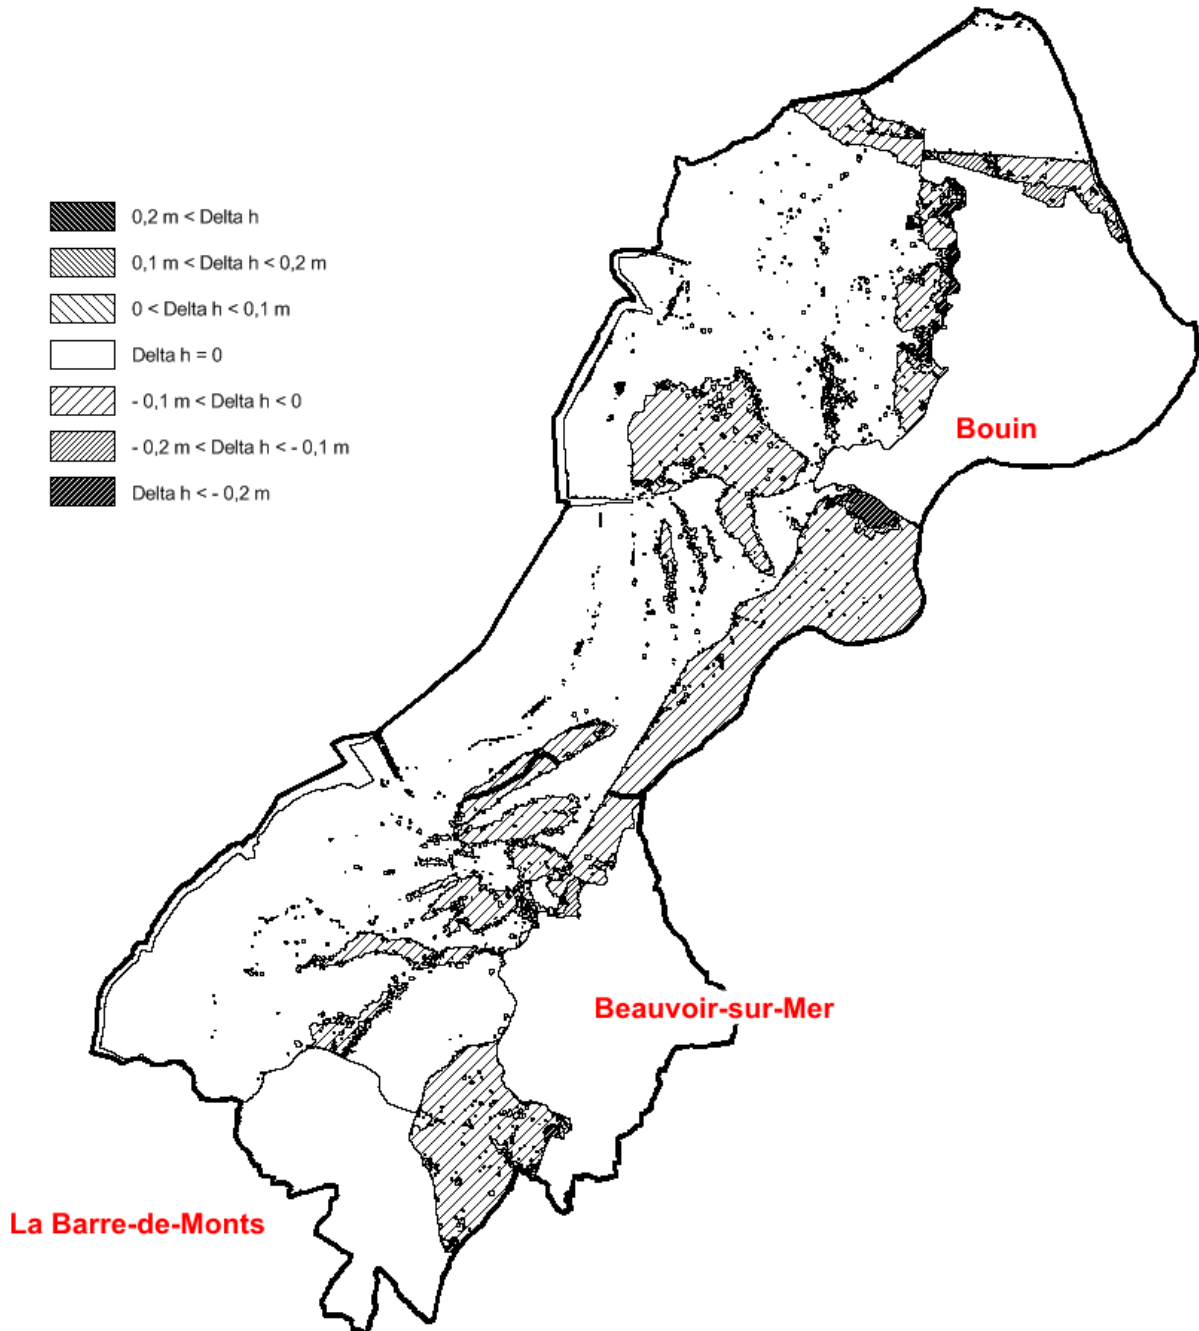 0,2 m < Delta h
0,1 m < Delta h < 0,2 m
0 < Delta h < 0,1 m
Delta h = 0
- 0,1 m < Delta h < 0
- 0,2 m < Delta h < - 0,1 m
Delta h < - 0,2 m
Bouin
Beauvoir-sur-Mer
La Barre-de-Monts